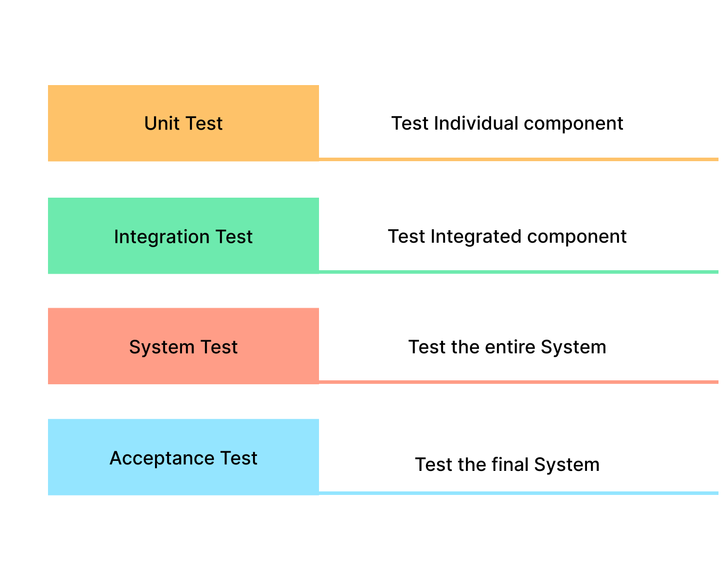 Unit Test
Test Individual component
Integration Test
Test Integrated component
System Test
Test the entire System
Acceptance Test
Test the final System